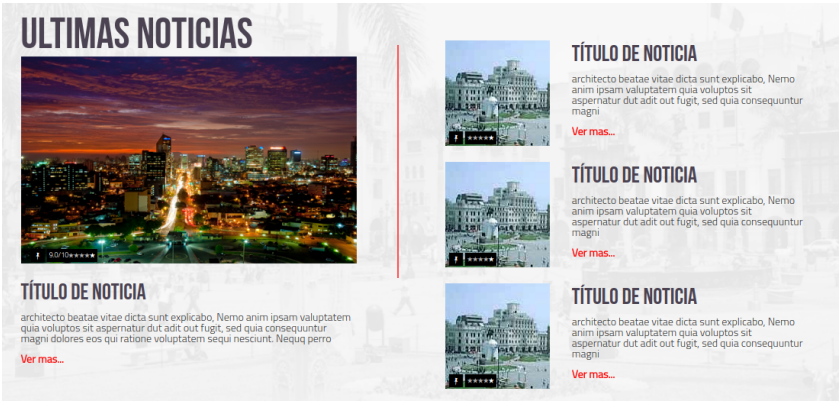 ULTIMAS NOTICIAS
9.0/10★★★★★
TÍTULO DE NOTICIA
architecto beatae vitae dicta sunt explicabo, Nemo anim ipsam valuptatem
quia voluptos sit aspernatur dut adit out fugit, sed quia consequuntur
magni dolores eos qui ratione voluptatem sequi nesciunt. Nequq perro
Ver mas...
TÍTULO DE NOTICIA
architecto beatae vitae dicta sunt explicabo, Nemo
anim ipsam valuptatem quia voluptos sit
aspernatur dut adit out fugit, sed quia consequuntur
magni
Ver mas...
★★★★★
TÍTULO DE NOTICIA
architecto beatae vitae dicta sunt explicabo, Nemo
anim ipsam valuptatem quia voluptos sit
aspernatur dut adit out fugit, sed quia consequuntur
magni
Ver mas...
★★★★★
TÍTULO DE NOTICIA
architecto beatae vitae dicta sunt explicabo, Nemo
anim ipsam valuptatem quia voluptos sit
aspernatur dut adit out fugit, sed quia consequuntur
magni
Ver mas...
★★★★★